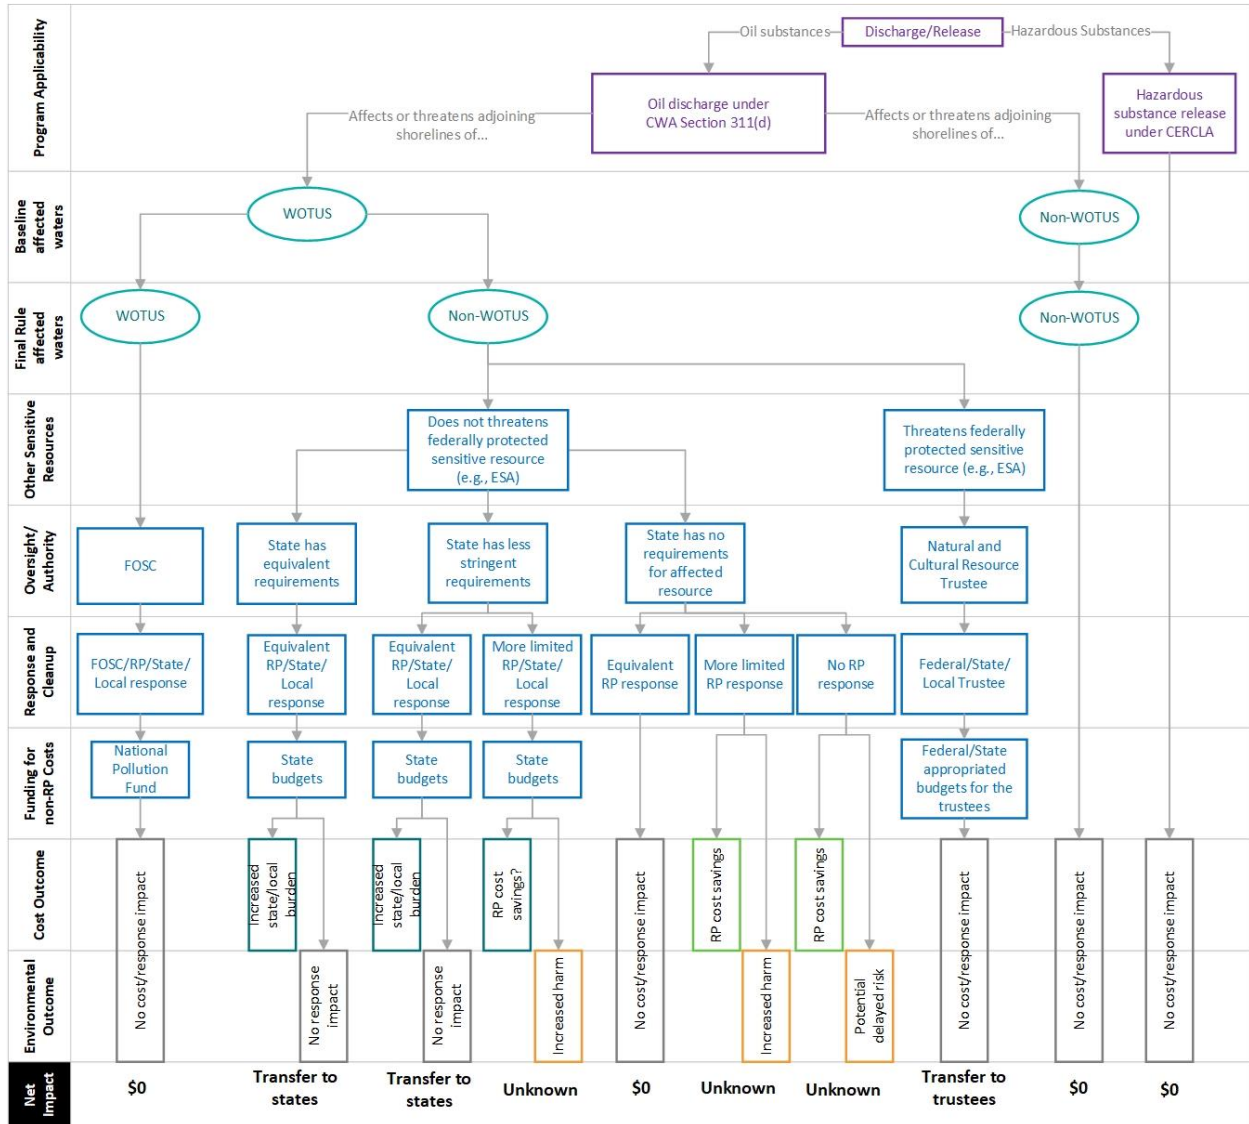 Program Applicability
Oil substances
Discharge/Release
Hazardous Substances
Oil discharge under
CWA Section 311(d)
Hazardous
substance release
under CERCLA
Affects or threatens adjoining
shorelines of...
Affects or threatens adjoining
shorelines of...
Baseline
affected
waters
WOTUS
Non-WOTUS
Final Rule
affected
waters
WOTUS
Non-WOTUS
Non-WOTUS
Other Sensitive
Resources
Does not threaten
federally protected
sensitive resource
(e.g., ESA)
Threatens federally
protected sensitive
resource (e.g., ESA)
Oversight/
Authority
FOSC
State has
equivalent
requirements
State has less
stringent
requirements
State has no
requirements
for affected
resource
Natural and
Cultural Resource
Trustee
Response and
Cleanup
FOSC/RP/State/
Local response
Equivalent
RP/State/
Local
response
Equivalent
RP/State/
Local
response
More limited
RP/State/
Local
response
Equivalent
RP response
More limited
RP response
No RP
response
Federal/State/
Local Trustee
Funding for
non-RP Costs
National
Pollution
Fund
State
budgets
State
budgets
State
budgets
Federal/State
appropriated
budgets for the
trustees
Cost Outcome
Environmental
Outcome
No cost/response impact
Increased
state/local
burden
No response
impact
Increased
state/local
burden
No response
impact
RP cost
savings?
Increased harm
No cost/response impact
RP cost savings
Increased harm
RP cost savings
Potential
delayed risk
No cost/response impact
No cost/response impact
No cost/response impact
Net
Impact
$0
Transfer to
states
Transfer to
states
Unknown
$0
Unknown
Unknown
Transfer to
trustees
$0
$0